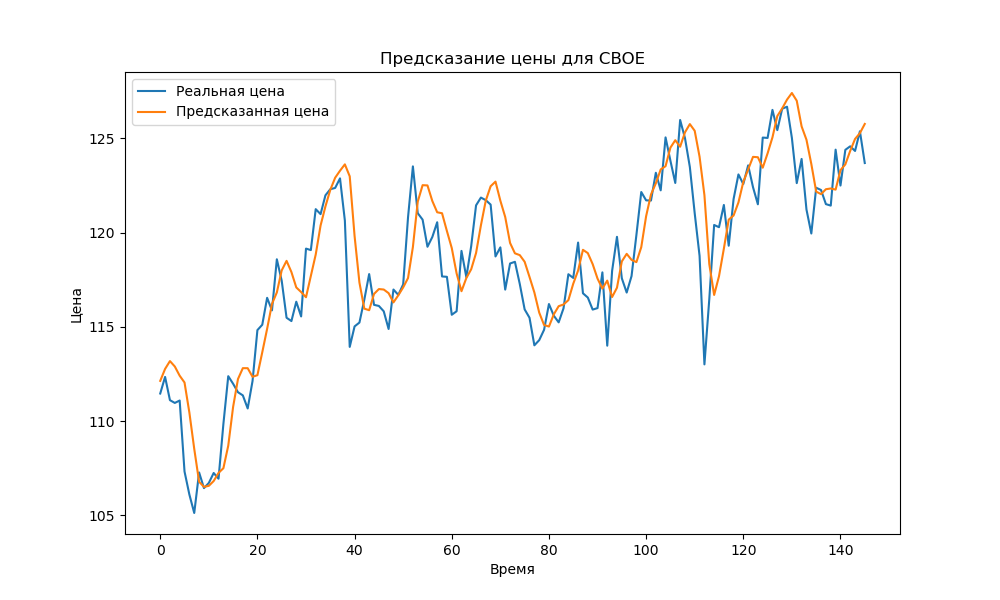 Предсказание цены для CBOE
Реальная цена
Предсказанная цена
Цена
125
120
115
110
105
0 20 40 60 80 100 120 140
Время